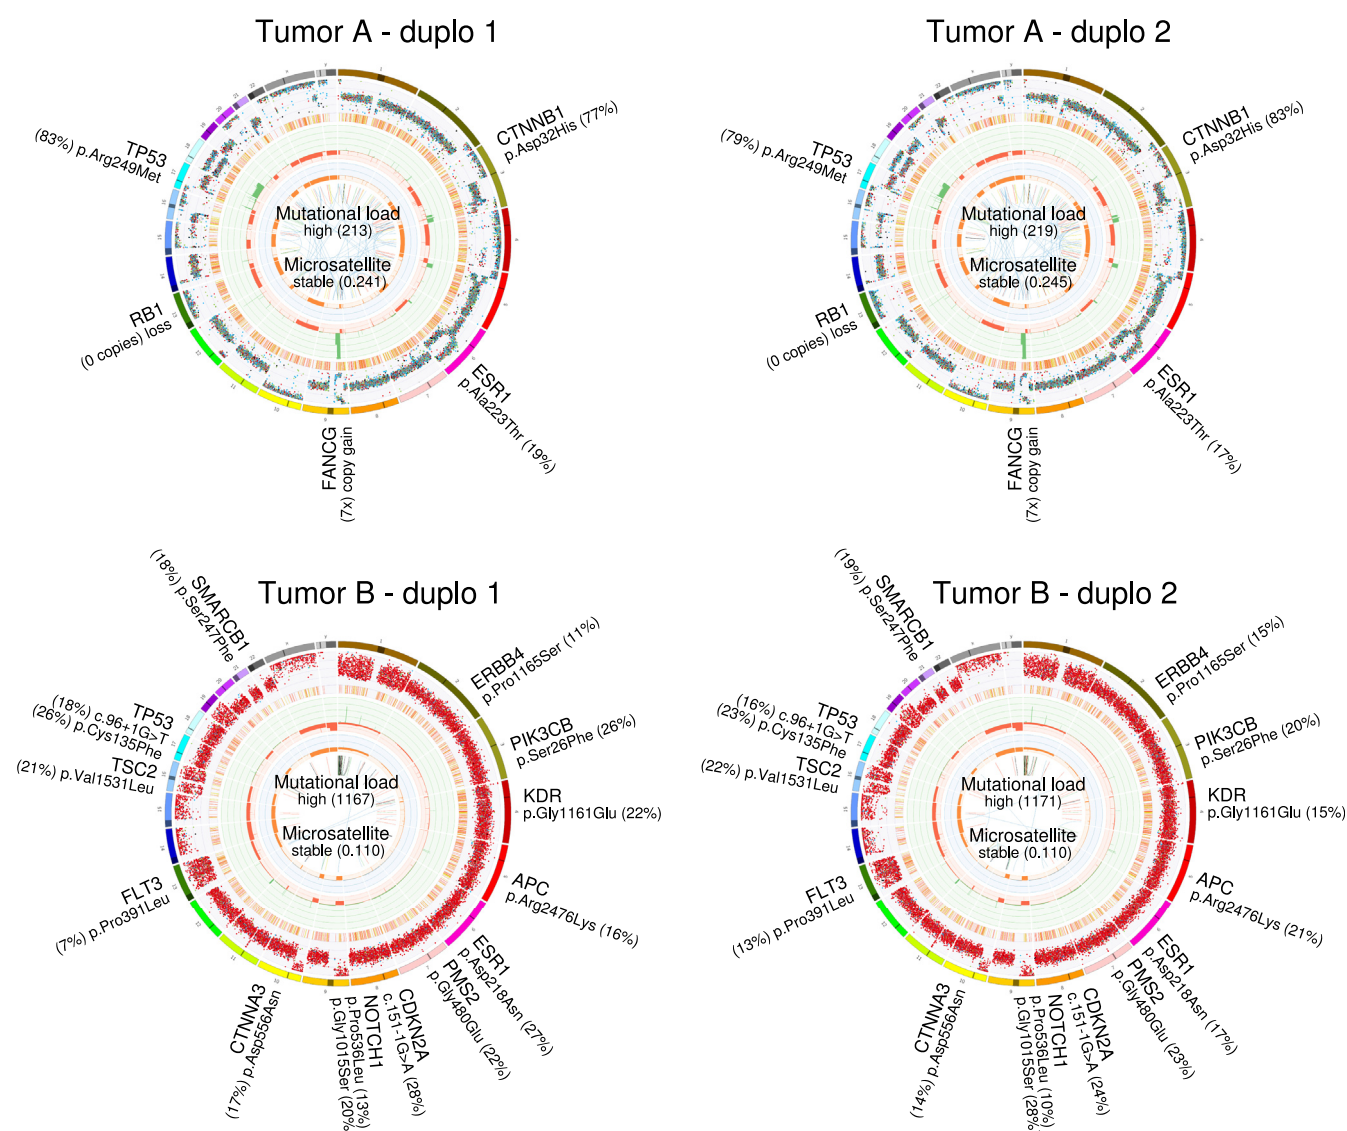 Tumor A - duplo 1
CTNNB1
p.Asp32His (77%)
TP53
(83%) p.Arg249Met
Mutational load
high (213)
Microsatellite
stable (0.241)
RB1
(0 copies) loss
ESR1
p.Ala223Thr (19%)
FANCG
(7x) copy gain
Tumor A - duplo 2
CTNNB1
p.Asp32His (83%)
TP53
(79%) p.Arg249Met
Mutational load
high (219)
Microsatellite
stable (0.245)
RB1
(0 copies) loss
ESR1
p.Ala223Thr (17%)
FANCG
(7x) copy gain
Tumor B - duplo 1
SMARCB1
(18%) p.Ser247Phe
ERBB4
p.Pro1165Ser (11%)
PIK3CB
p.Ser26Phe (26%)
TP53
(18%) c.96+1G>T
(26%) p.Cys135Phe
TSC2
(21%) p.Val1531Leu
KDR
p.Gly1161Glu (22%)
Mutational load
high (1167)
Microsatellite
stable (0.110)
APC
p.Arg2476Lys (16%)
FLT3
(7%) p.Pro391Leu
ESR1
p.Asp218Asn (27%)
PMS2
p.Gly480Glu (22%)
CDKN2A
c.151-1G>A (28%)
NOTCH1
p.Pro536Leu (13%)
p.Gly1015Ser (20%
CTNNA3
(17%) p.Asp556Asn
Tumor B - duplo 2
SMARCB1
(19%) p.Ser247Phe
ERBB4
p.Pro1165Ser (15%)
PIK3CB
p.Ser26Phe (20%)
TP53
(16%) c.96+1G>T
(23%) p.Cys135Phe
TSC2
(22%) p.Val1531Leu
KDR
p.Gly1161Glu (15%)
Mutational load
high (1171)
Microsatellite
stable (0.110)
APC
p.Arg2476Lys (21%)
FLT3
(13%) p.Pro391Leu
ESR1
p.Asp218Asn (17%)
PMS2
p.Gly480Glu (23%)
CDKN2A
c.151-1G>A (24%)
NOTCH1
p.Pro536Leu (10%)
p.Gly1015Ser (28%
CTNNA3
(14%) p.Asp556Asn